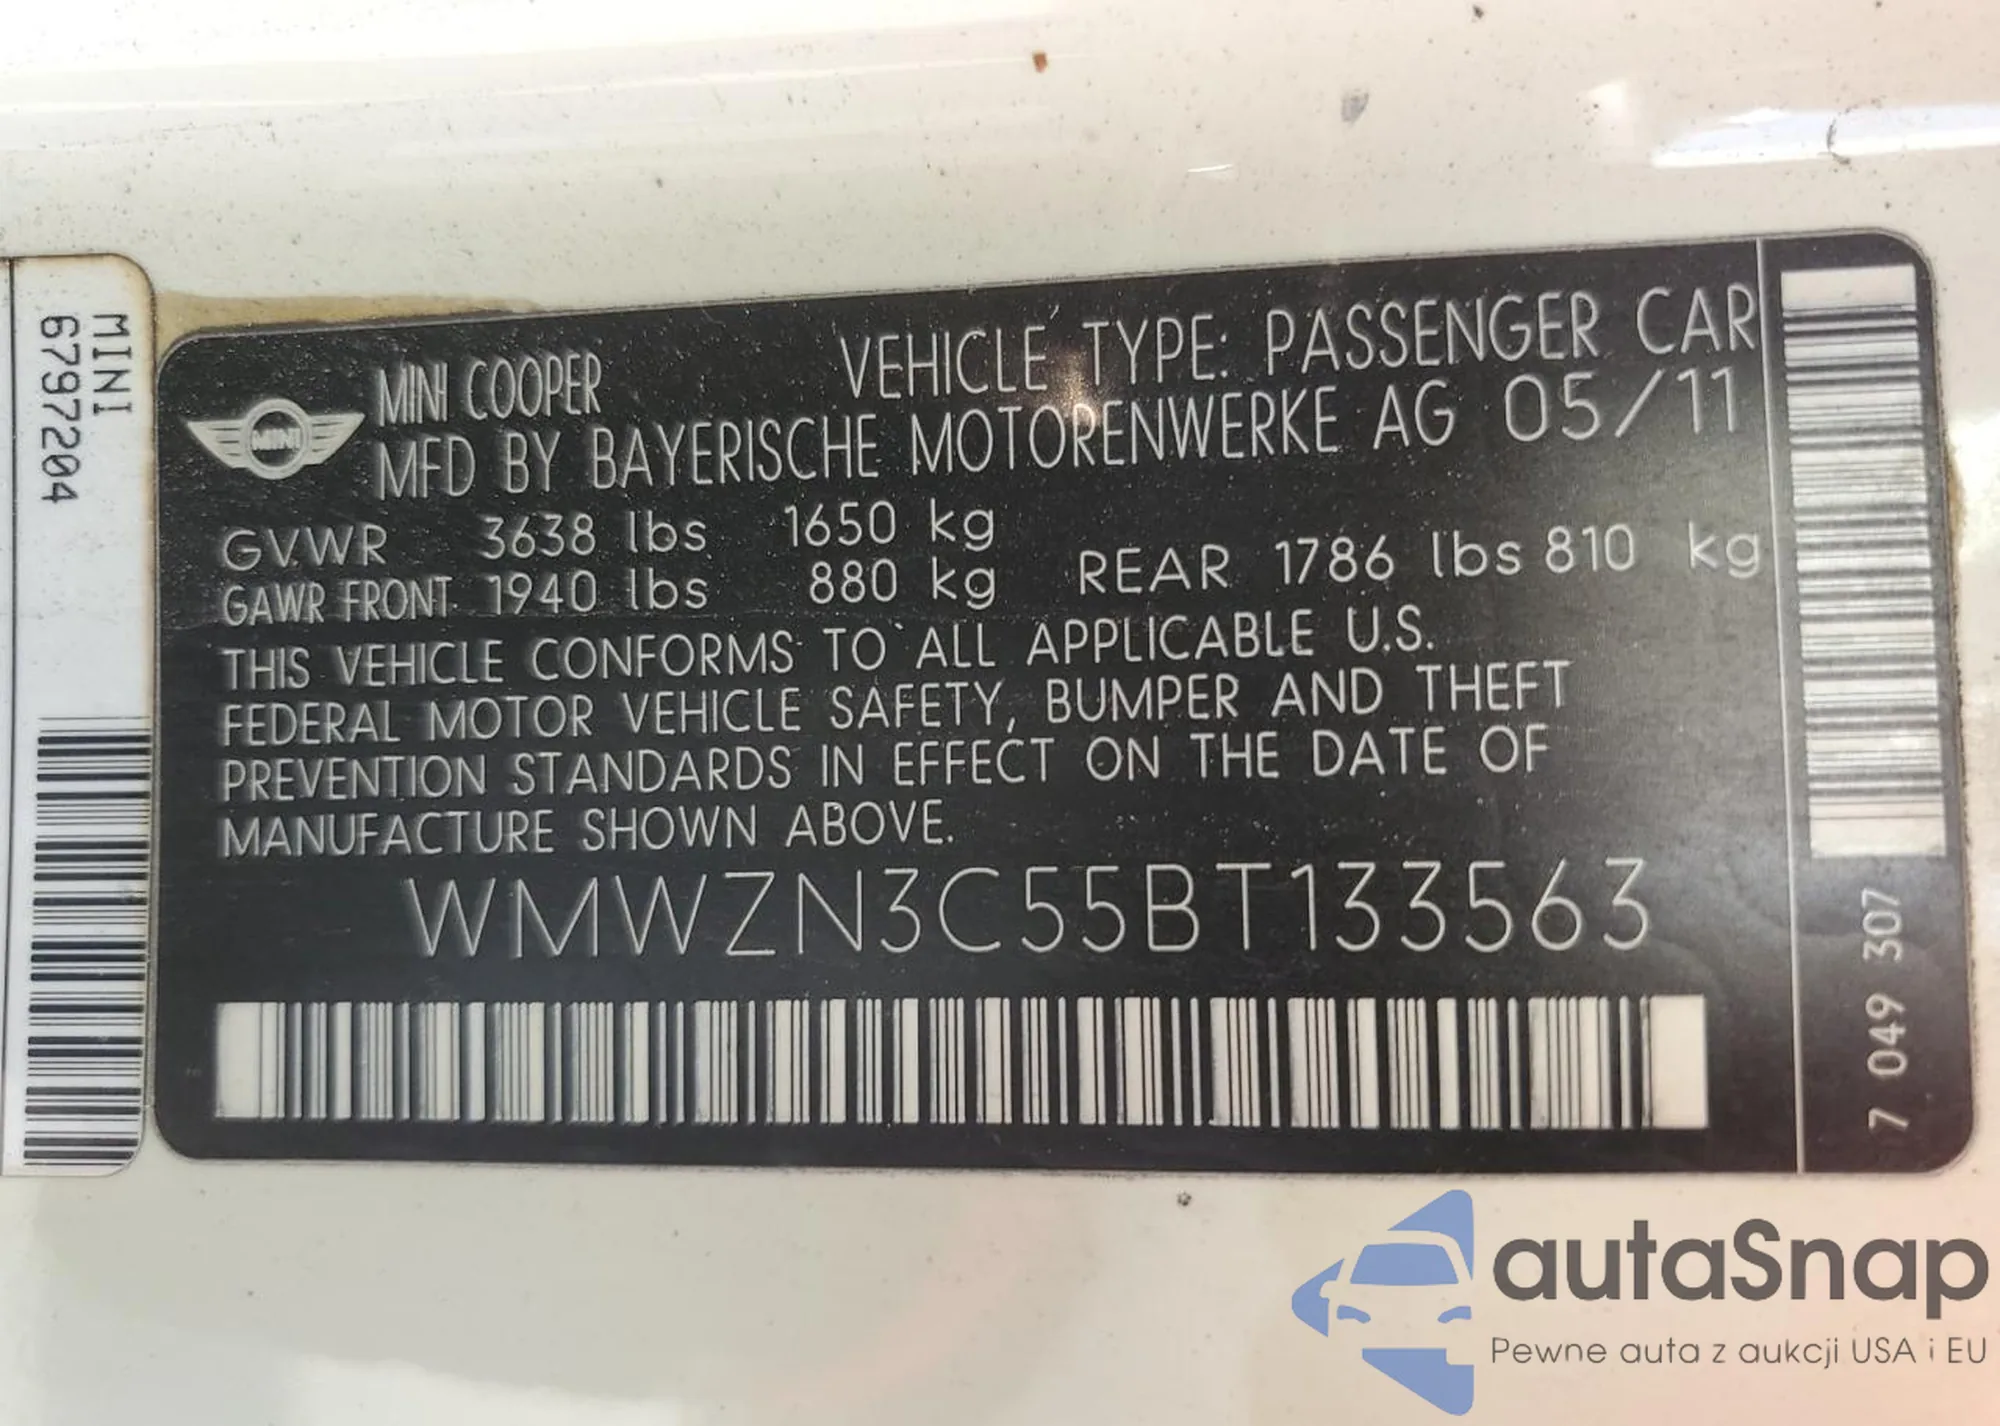 MINI
6797204
MINI
MINI COOPER VEHICLE TYPE: PASSENGER CAR
MFD BY BAYERISCHE MOTORENWERKE AG 05/11
GVWR 3638 lbs 1650 kg
GAWR FRONT 1940 lbs 880 kg REAR 1786 lbs 810 kg
THIS VEHICLE CONFORMS TO ALL APPLICABLE U.S.
FEDERAL MOTOR VEHICLE SAFETY, BUMPER AND THEFT
PREVENTION STANDARDS IN EFFECT ON THE DATE OF
MANUFACTURE SHOWN ABOVE.
WMWZN3C55BT133563
7 049 307
autaSnap
Pewne auta z aukcji USA i EU